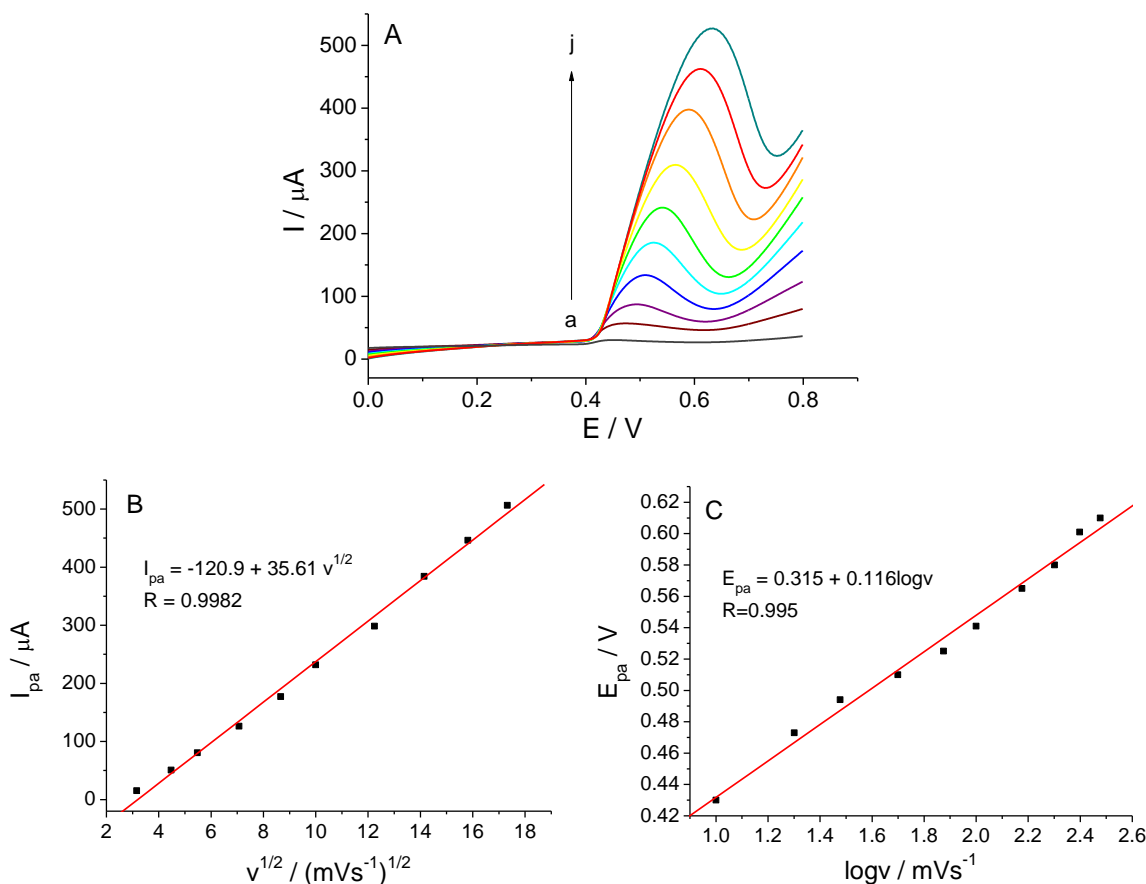 A
j
a
500
400
300
200
100
0
I / μA
0.0 0.2 0.4 0.6 0.8
E / V
B
I_pa = -120.9 + 35.61 v^1/2
R = 0.9982
500
400
300
200
100
0
I_pa / μA
2 4 6 8 10 12 14 16 18
v^1/2 / (mVs^-1)^1/2
C
E_pa = 0.315 + 0.116logv
R=0.995
0.62
0.60
0.58
0.56
0.54
0.52
0.50
0.48
0.46
0.44
0.43
0.42
E_pa / V
1.0 1.2 1.4 1.6 1.8 2.0 2.2 2.4 2.6
logv / mVs^-1